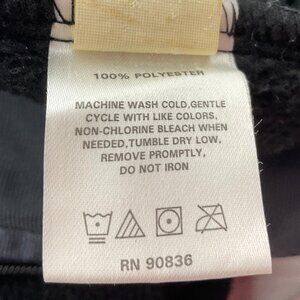 100% POLYESTER
MACHINE WASH COLD,GENTLE
CYCLE WITH LIKE COLORS,
NON-CHLORINE BLEACH WHEN
NEEDED,TUMBLE DRY LOW,
REMOVE PROMPTLY,
DO NOT IRON
RN 90836